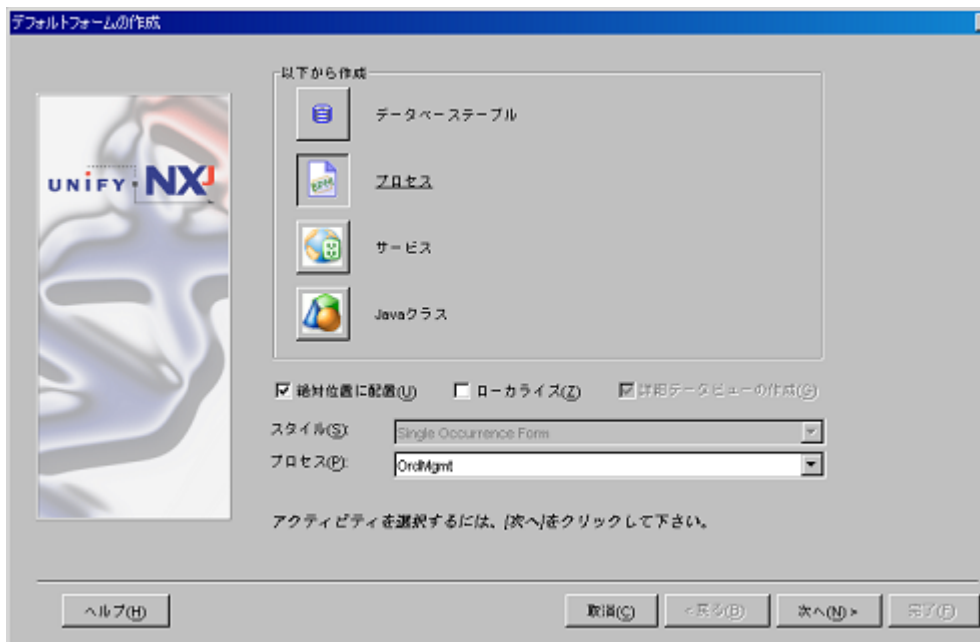 デフォルトフォームの作成
以下から作成
データベーステーブル
UNIFY NXJ
プロセス
サービス
Javaクラス
絶対位置に配置(U) ローカライズ(Z) 詳細データビューの作成(G)
スタイル(S): Single Occurrence Form
プロセス(P): OrdMgmt
アクティビティを選択するには、[次へ]をクリックして下さい。
ヘルプ(H) 取消(C) <戻る(B) 次へ(N)> 完了(F)